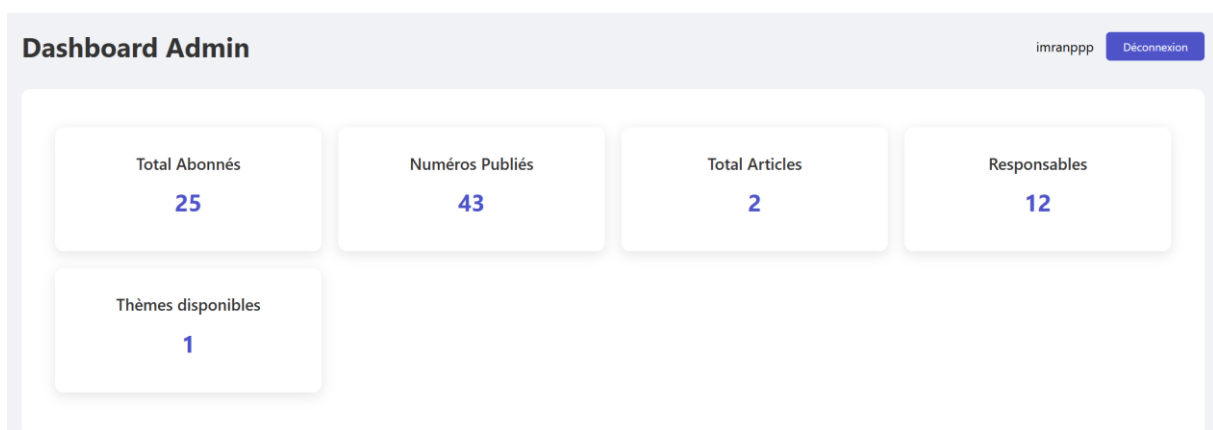 Dashboard Admin
imranppp
Déconnexion
Total Abonnés
25
Numéros Publiés
43
Total Articles
2
Responsables
12
Thèmes disponibles
1